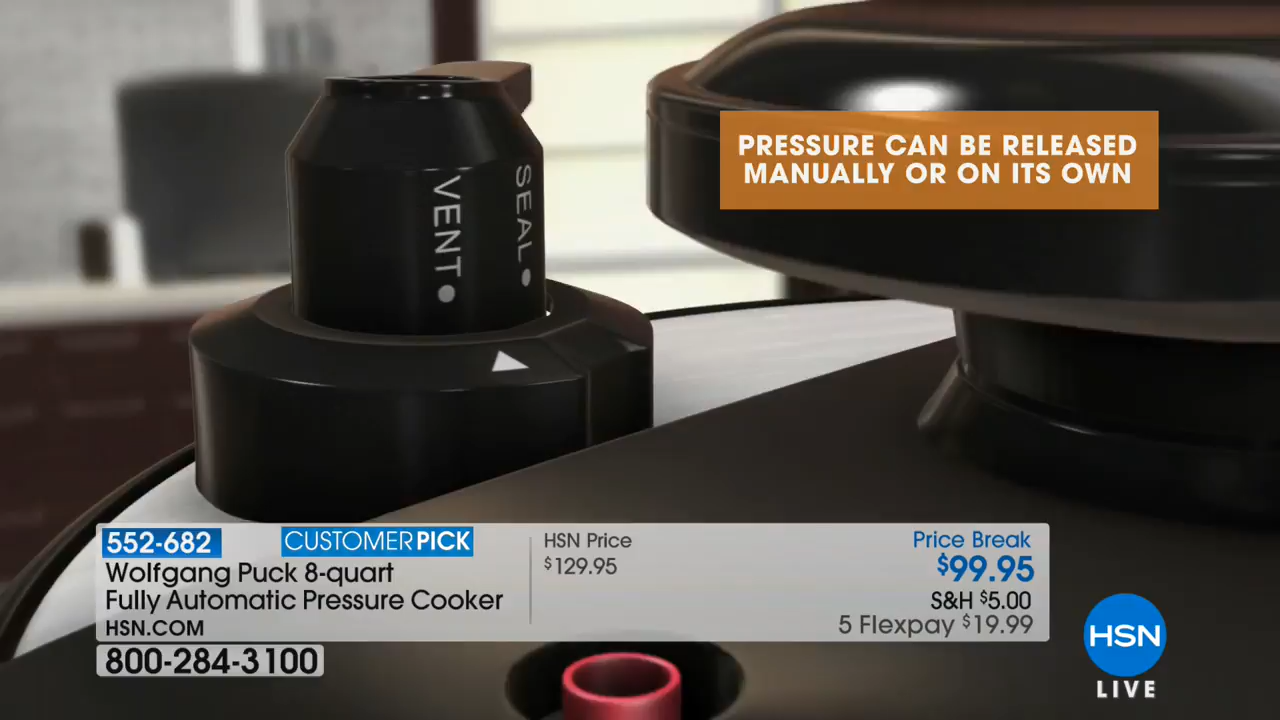 PRESSURE CAN BE RELEASED
MANUALLY OR ON ITS OWN
VENT
SEAL
552-682
CUSTOMERPICK
Wolfgang Puck 8-quart
Fully Automatic Pressure Cooker
HSN.COM
800-284-3100
HSN Price
$129.95
Price Break
$99.95
S&H $5.00
5 Flexpay $19.99
HSN
LIVE